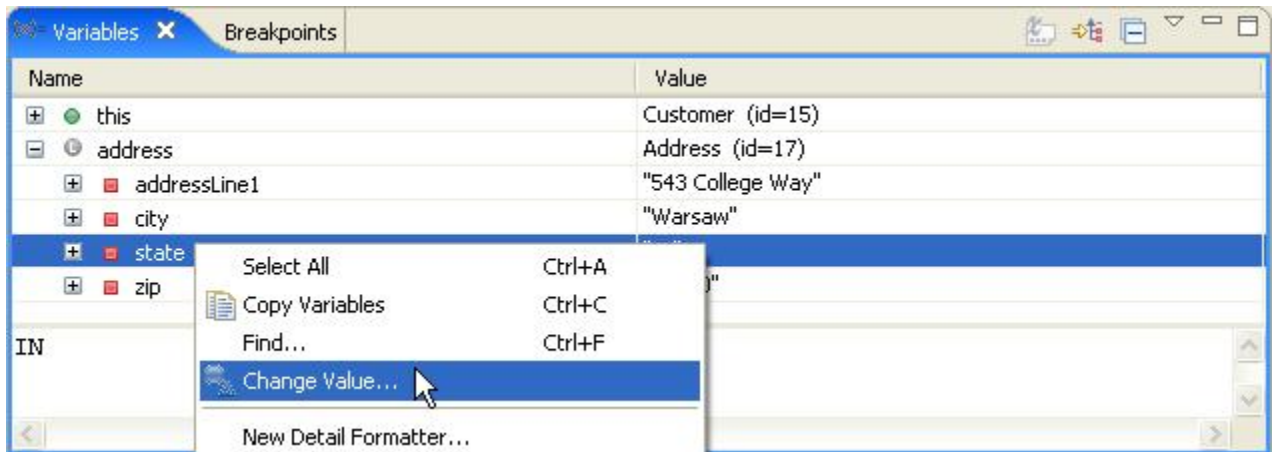 Variables Breakpoints
Name Value
this Customer (id=15)
address Address (id=17)
addressLine1 "543 College Way"
city "Warsaw"
state
zip
Select All Ctrl+A
Copy Variables Ctrl+C
Find... Ctrl+F
Change Value...
New Detail Formatter...
IN